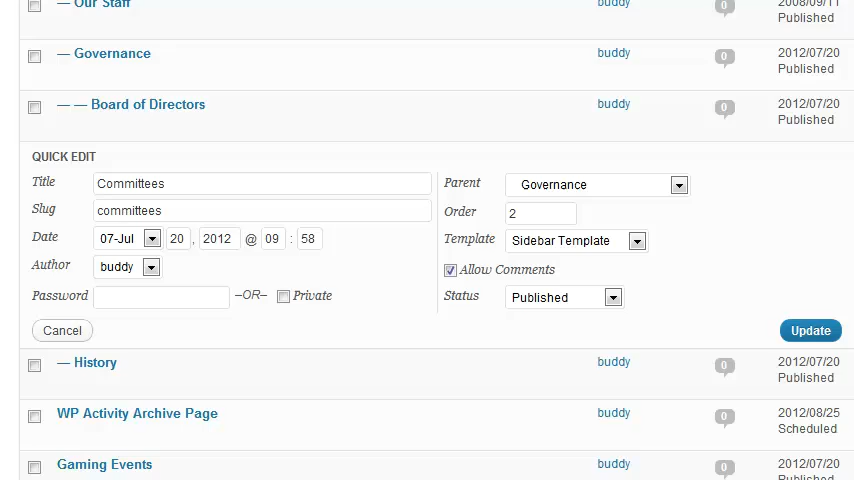 — Our Staff buddy 0 2008/09/11
Published
— Governance buddy 0 2012/07/20
Published
— — Board of Directors buddy 0 2012/07/20
Published
QUICK EDIT
Title Committees Parent Governance
Slug committees Order 2
Date 07-Jul 20 , 2012 @ 09 : 58 Template Sidebar Template
Author buddy Allow Comments
Password –OR– Private Status Published
Cancel Update
— History buddy 0 2012/07/20
Published
WP Activity Archive Page buddy 0 2012/08/25
Scheduled
Gaming Events buddy 0 2012/07/20
Published